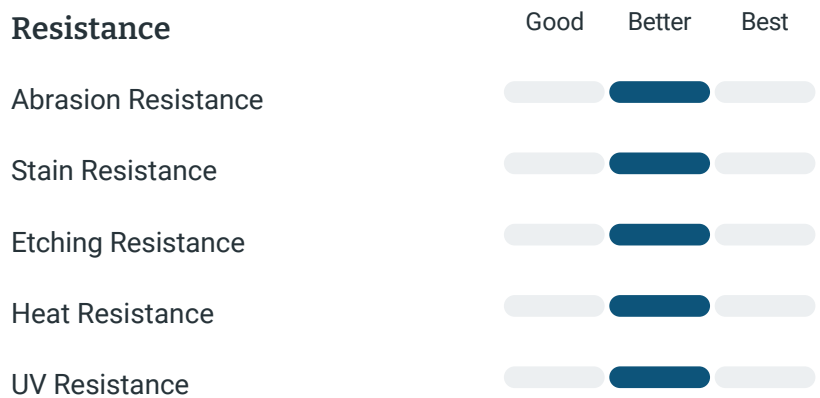 Resistance Good Better Best
Abrasion Resistance
Stain Resistance
Etching Resistance
Heat Resistance
UV Resistance